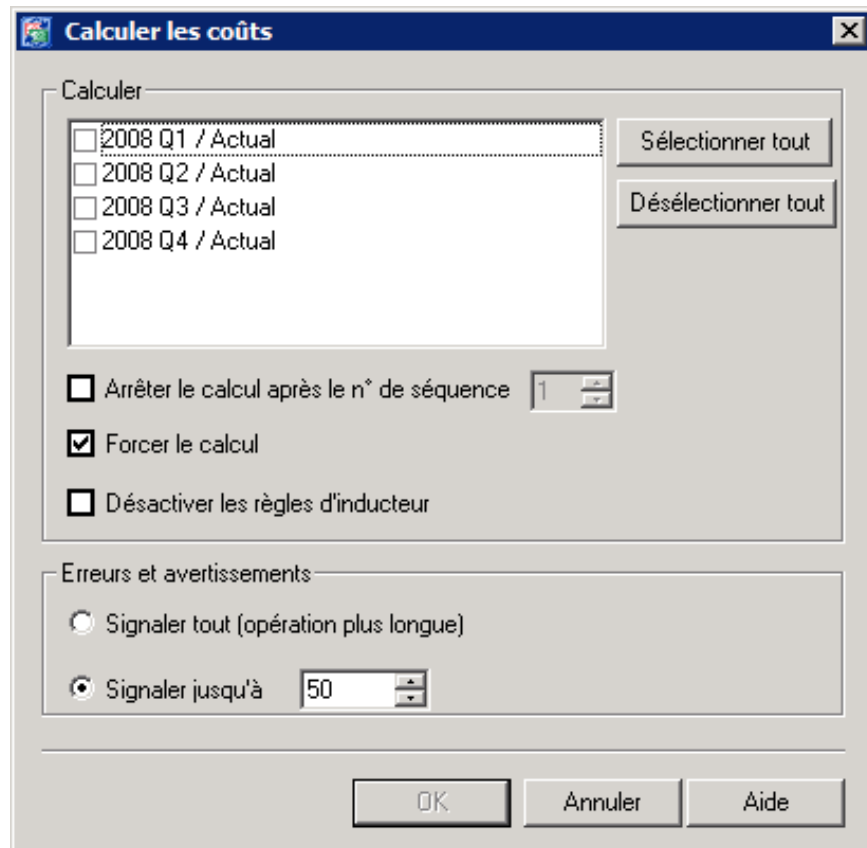 Calculer les coûts
Calculer
2008 Q1 / Actual
2008 Q2 / Actual
2008 Q3 / Actual
2008 Q4 / Actual
Sélectionner tout
Désélectionner tout
Arrêter le calcul après le n° de séquence 1
Forcer le calcul
Désactiver les règles d'inducteur
Erreurs et avertissements
Signaler tout (opération plus longue)
Signaler jusqu'à 50
OK Annuler Aide